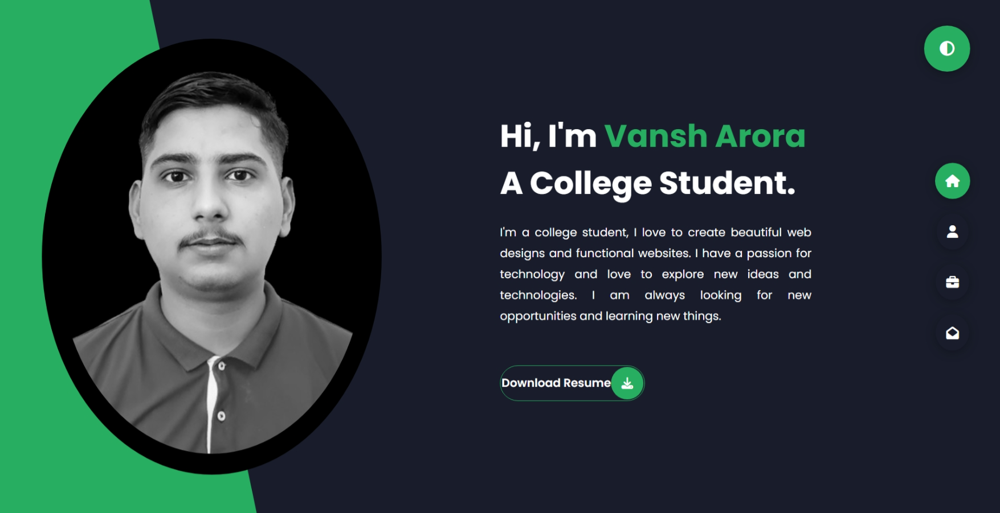 Hi, I'm Vansh Arora
A College Student.
I'm a college student, I love to create beautiful web
designs and functional websites. I have a passion for
technology and love to explore new ideas and
technologies. I am always looking for new
opportunities and learning new things.
Download Resume